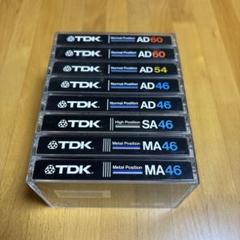 TDK Normal Position AD60
TDK Normal Position AD60
TDK Normal Position AD54
TDK Normal Position AD46
TDK Normal Position AD46
TDK High Position SA46
TDK Metal Position MA46
TDK Metal Position MA46